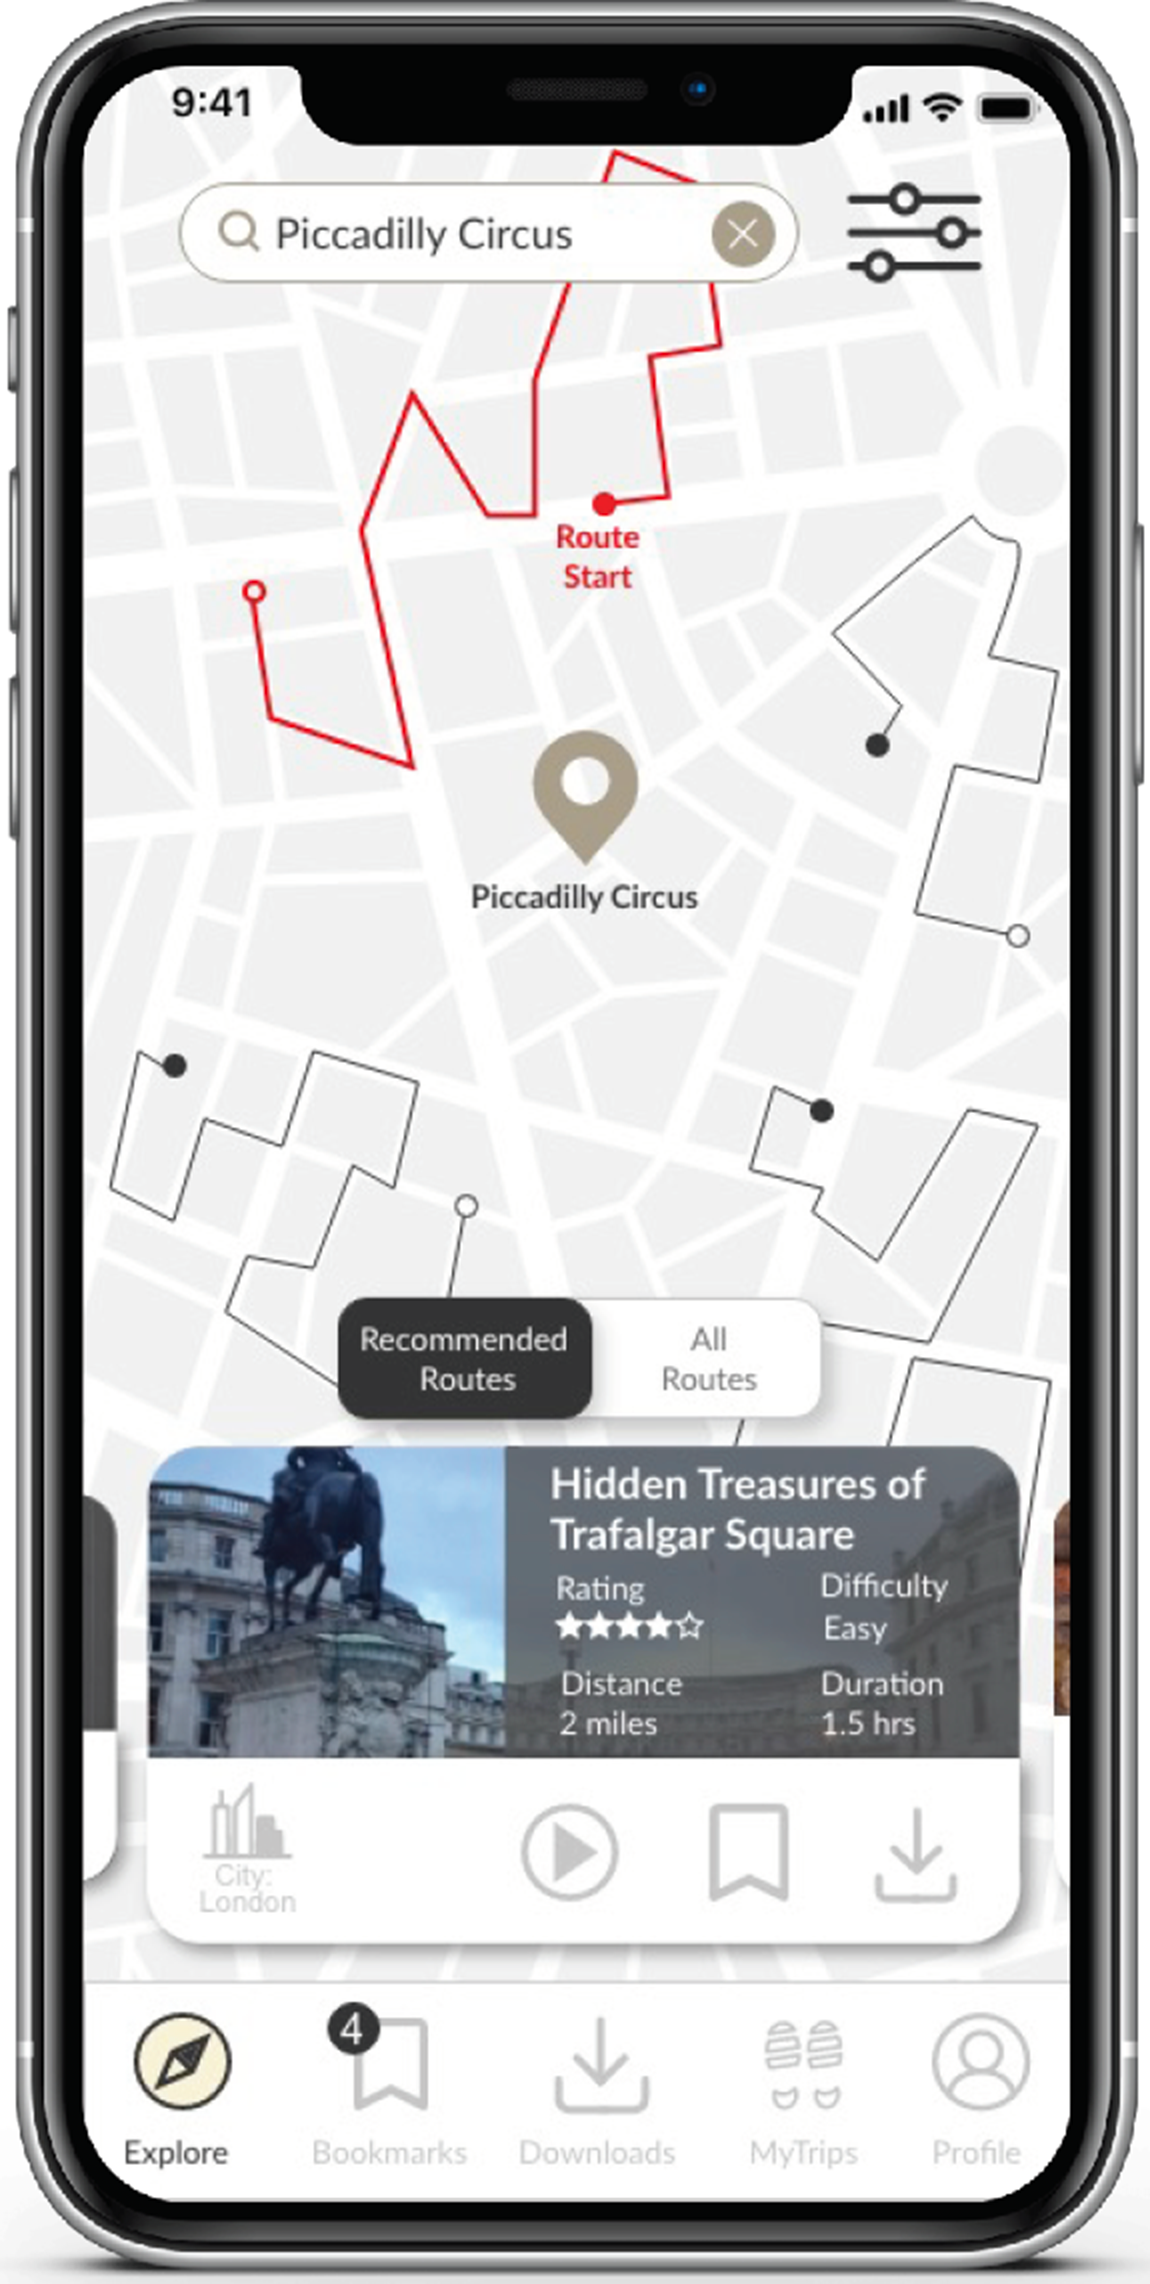 9:41
Piccadilly Circus
Route
Start
Piccadilly Circus
Recommended
Routes
All
Routes
Hidden Treasures of
Trafalgar Square
Rating
Difficulty
Easy
Distance
2 miles
Duration
1.5 hrs
City:
London
4
Explore
Bookmarks
Downloads
MyTrips
Profile